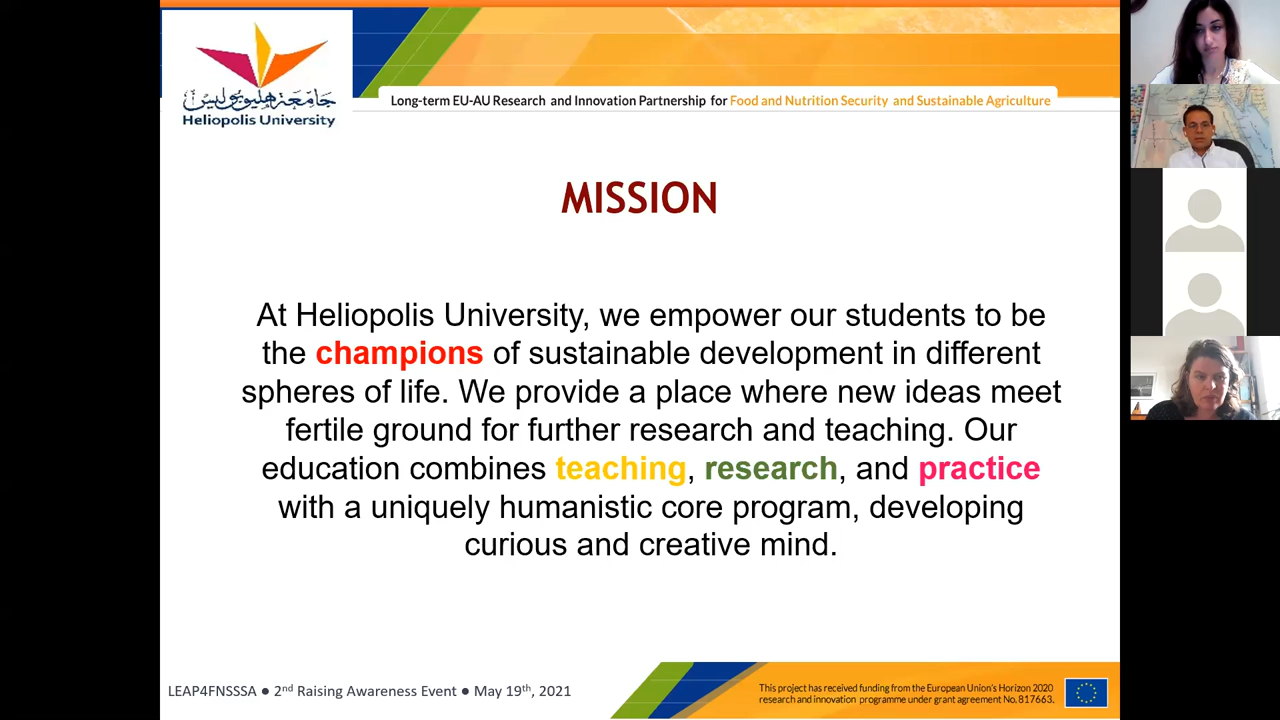 جامعة هليوبوليس
Heliopolis University
Long-term EU-AU Research and Innovation Partnership for Food and Nutrition Security and Sustainable Agriculture
MISSION
At Heliopolis University, we empower our students to be
the champions of sustainable development in different
spheres of life. We provide a place where new ideas meet
fertile ground for further research and teaching. Our
education combines teaching, research, and practice
with a uniquely humanistic core program, developing
curious and creative mind.
LEAP4FNSSSA ● 2nd Raising Awareness Event ● May 19th, 2021
This project has received funding from the European Union's Horizon 2020
research and innovation programme under grant agreement No. 817663.